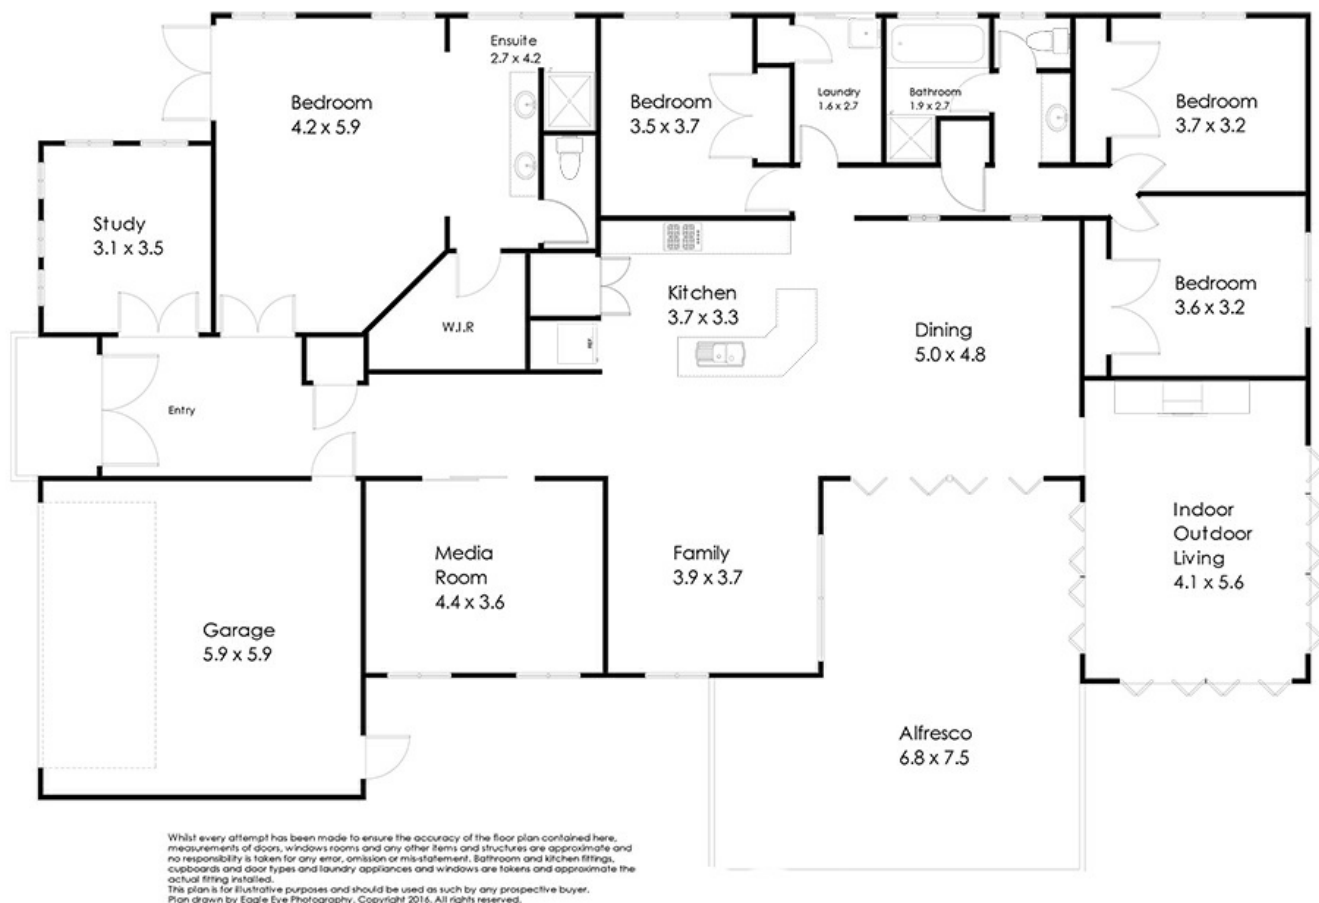 Bedroom
4.2 x 5.9
Ensuite
2.7 x 4.2
Bedroom
3.5 x 3.7
Laundry
1.6 x 2.7
Bathroom
1.9 x 2.7
Bedroom
3.7 x 3.2
Study
3.1 x 3.5
W.I.R
Kitchen
3.7 x 3.3
REF.
Dining
5.0 x 4.8
Bedroom
3.6 x 3.2
Entry
Garage
5.9 x 5.9
Media
Room
4.4 x 3.6
Family
3.9 x 3.7
Indoor
Outdoor
Living
4.1 x 5.6
Alfresco
6.8 x 7.5
Whilst every attempt has been made to ensure the accuracy of the floor plan contained here,
measurements of doors, windows rooms and any other items and structures are approximate and
no responsibility is taken for any error, omission or mis-statement. Bathroom and kitchen fittings,
cupboards and door types and laundry appliances and windows are tokens and approximate the
actual fitting installed.
This plan is for illustrative purposes and should be used as such by any prospective buyer.
Plan drawn by Eagle Eye Photography. Copyright 2016. All rights reserved.